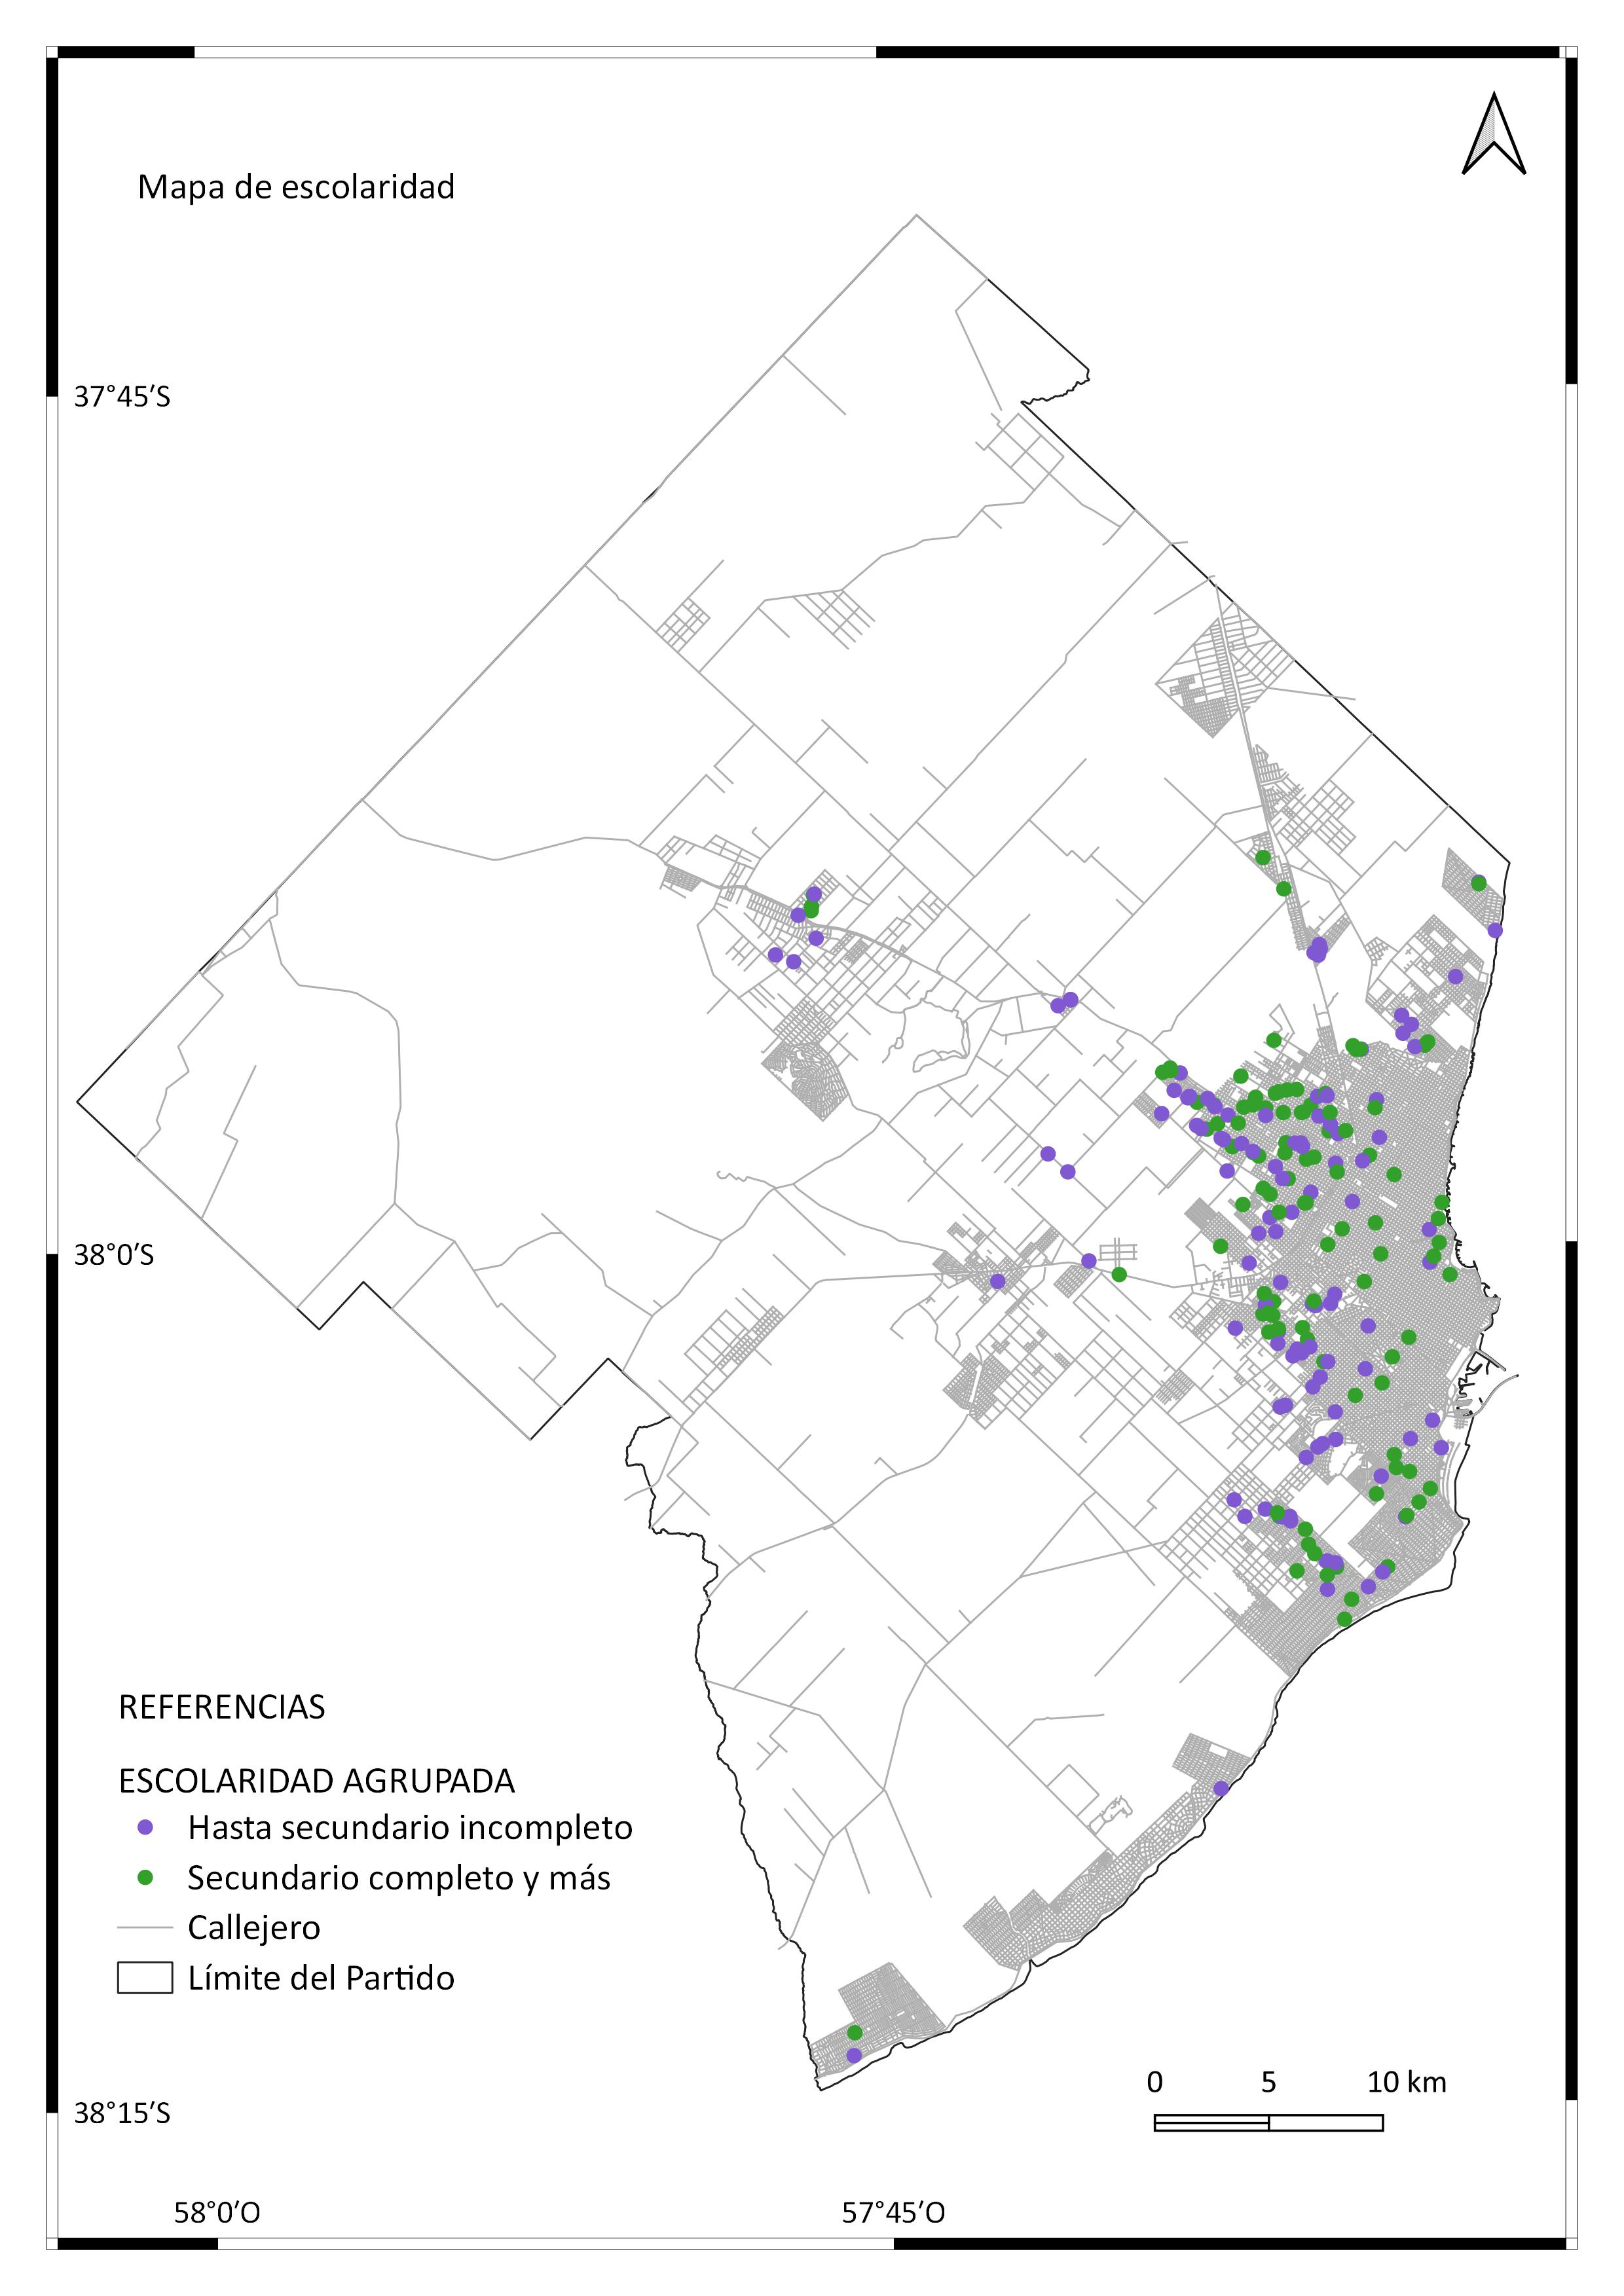 Mapa de escolaridad
37°45'S
38°0'S
REFERENCIAS
ESCOLARIDAD AGRUPADA
Hasta secundario incompleto
Secundario completo y más
Callejero
Límite del Partido
0 5 10 km
38°15'S
58°0'O 57°45'O